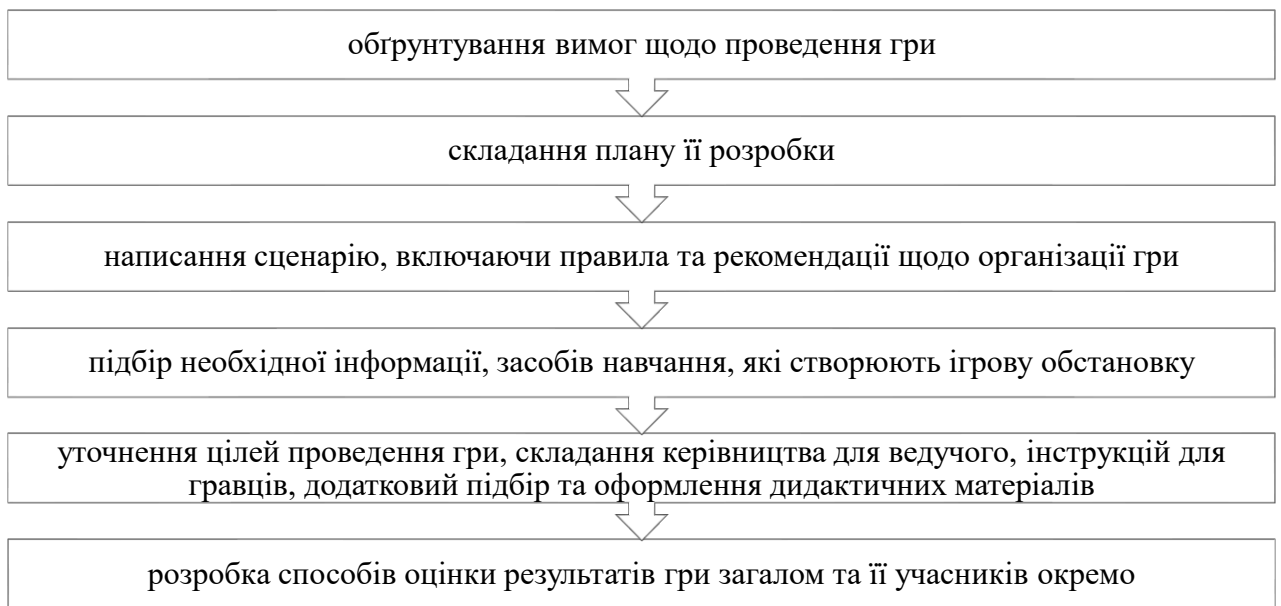 обґрунтування вимог щодо проведення гри
складання плану її розробки
написання сценарію, включаючи правила та рекомендації щодо організації гри
підбір необхідної інформації, засобів навчання, які створюють ігрову обстановку
уточнення цілей проведення гри, складання керівництва для ведучого, інструкцій для
гравців, додатковий підбір та оформлення дидактичних матеріалів
розробка способів оцінки результатів гри загалом та її учасників окремо